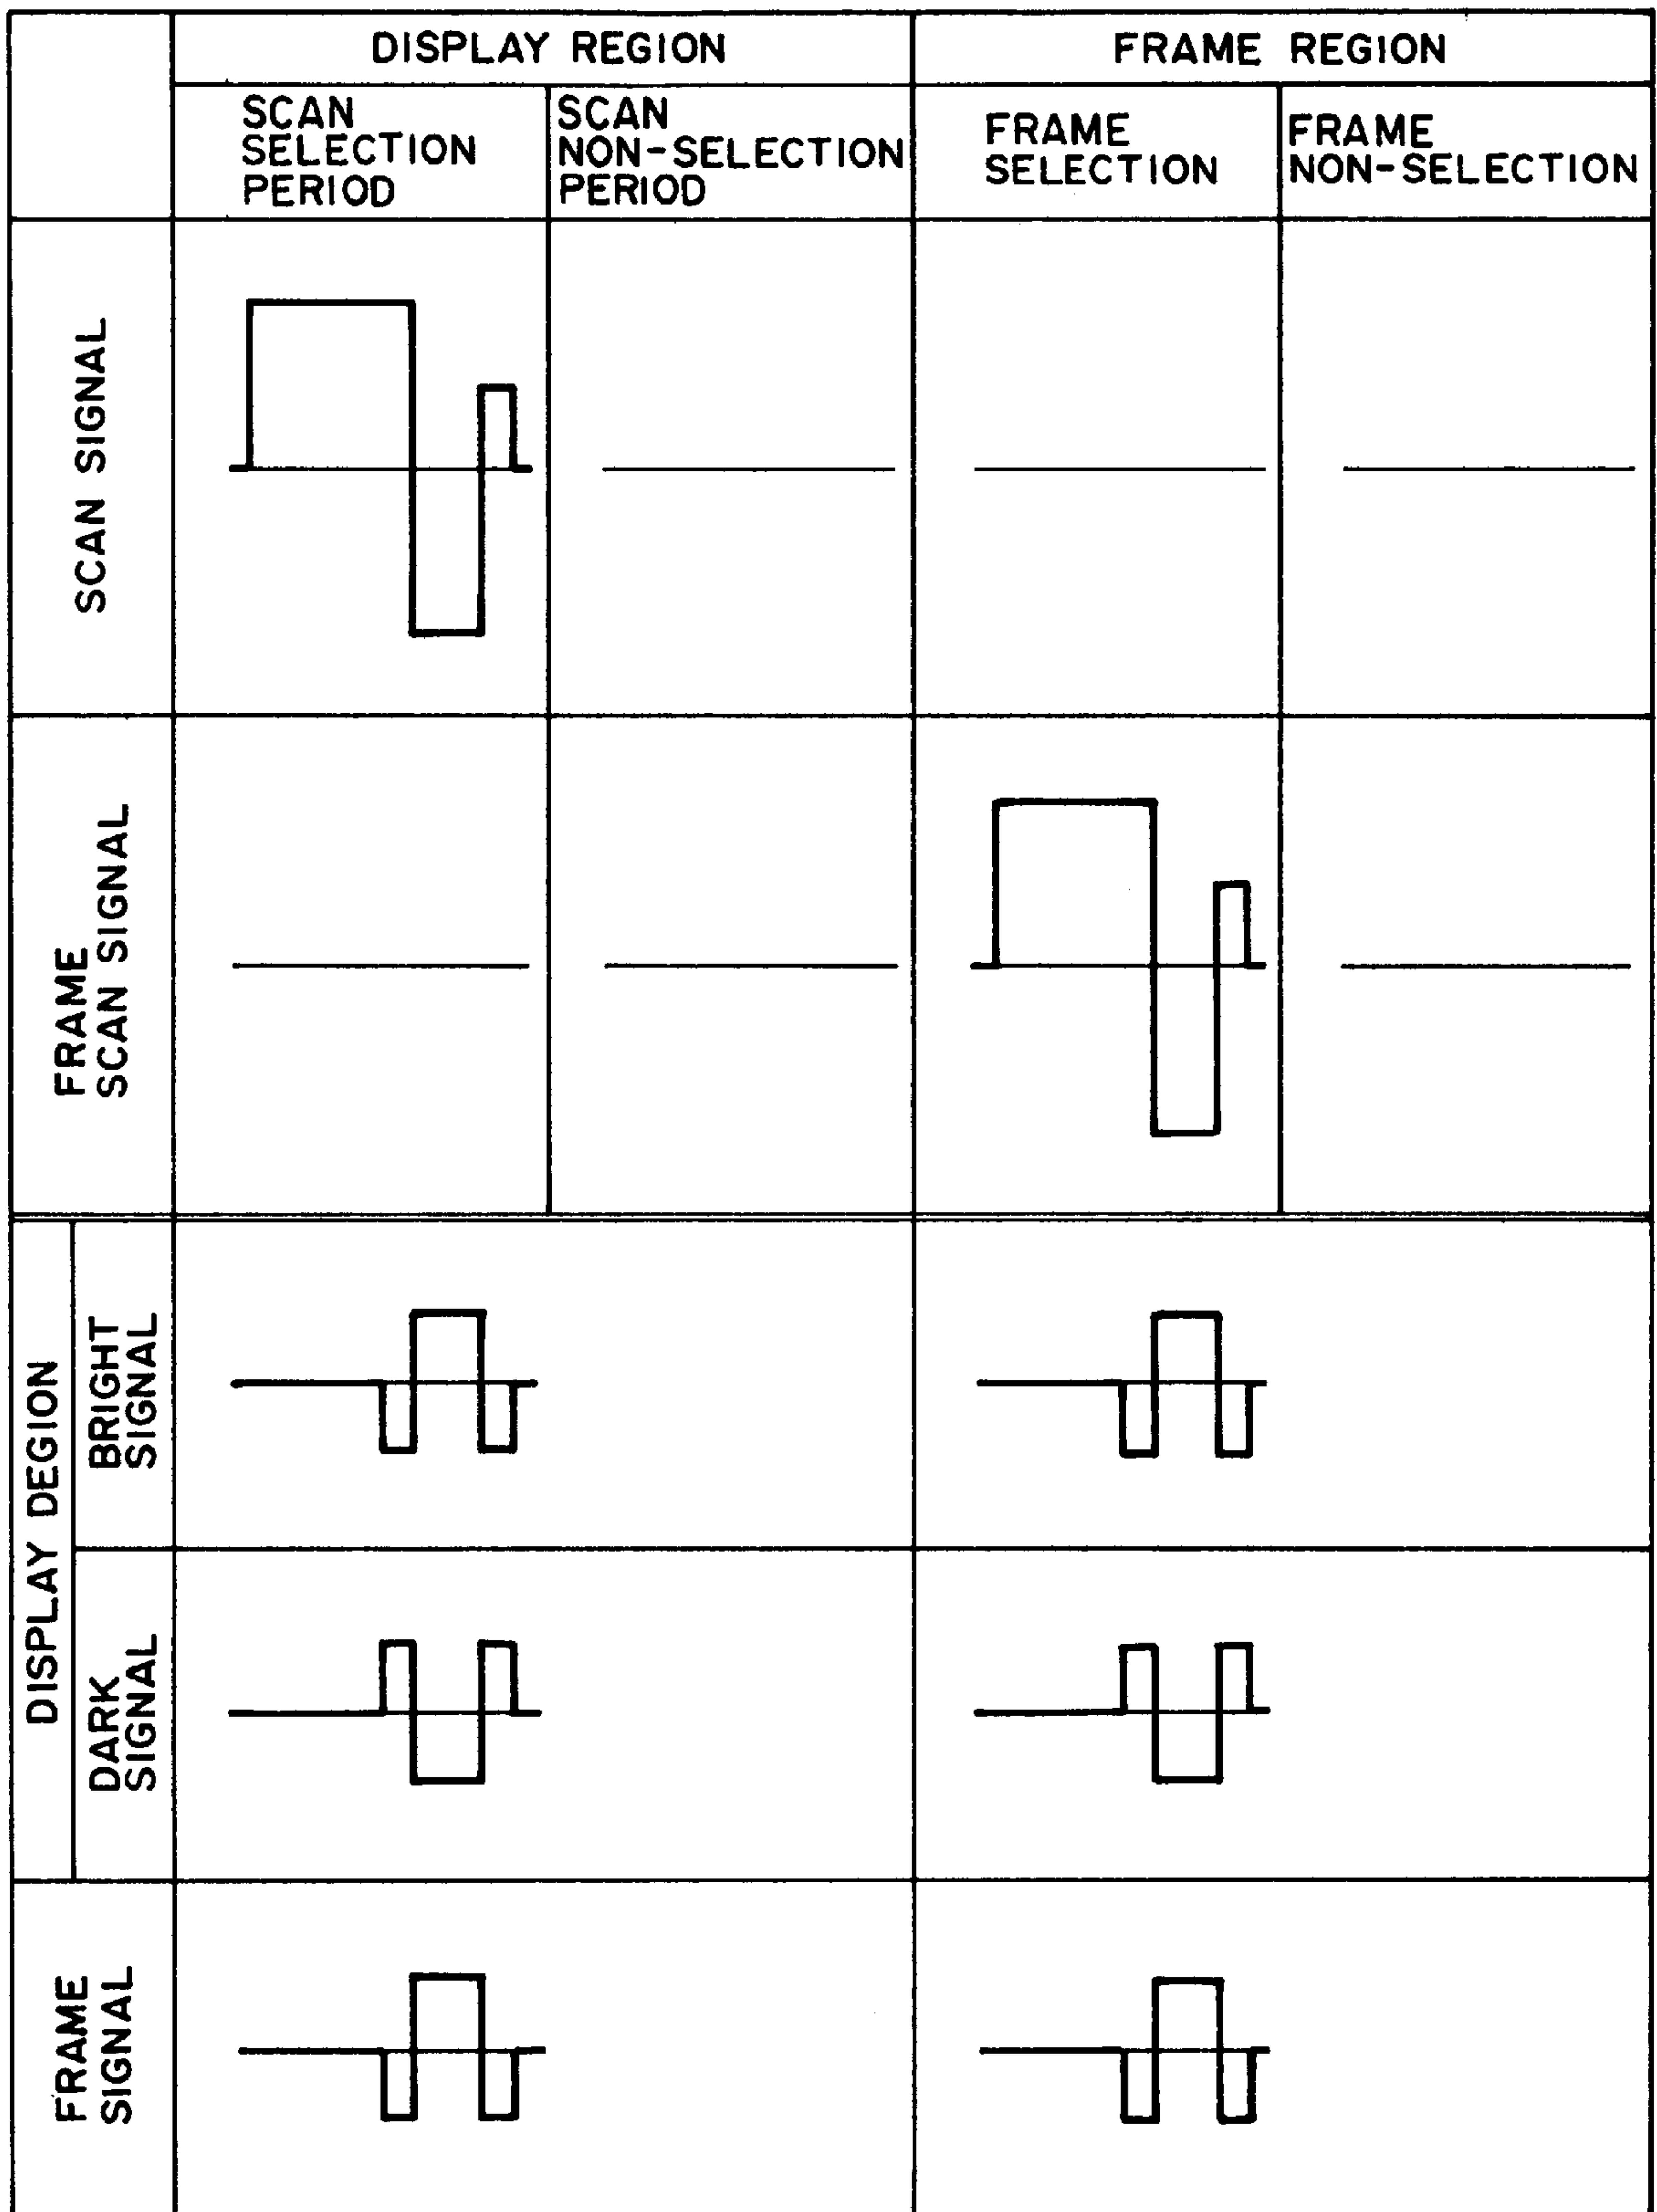 DISPLAY REGION
FRAME REGION
SCAN
SELECTION
PERIOD
SCAN
NON-SELECTION
PERIOD
FRAME
SELECTION
FRAME
NON-SELECTION
SCAN SIGNAL
FRAME
SCAN SIGNAL
DISPLAY DEGION
BRIGHT
SIGNAL
DARK
SIGNAL
FRAME
SIGNAL